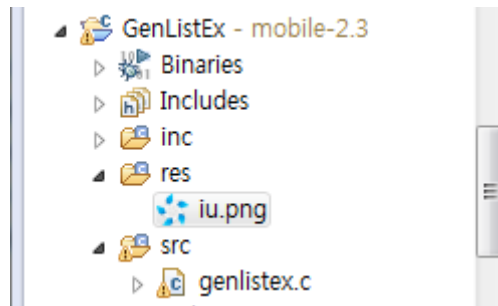 GenListEx - mobile-2.3
Binaries
Includes
inc
res
iu.png
src
genlistex.c